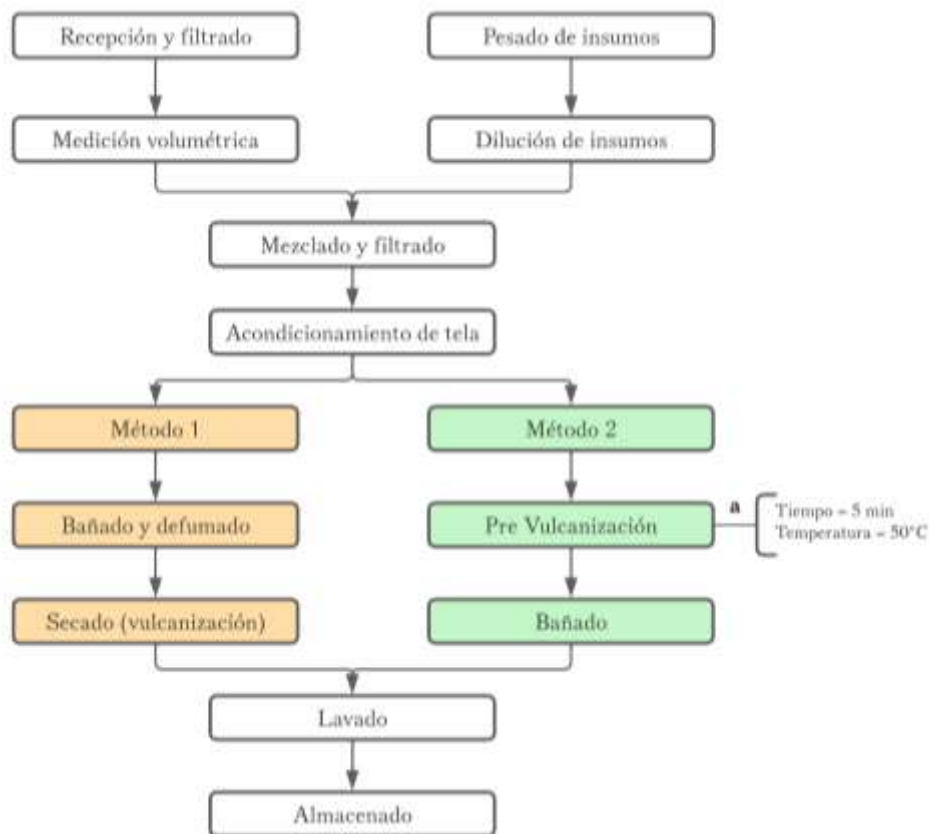 Recepción y filtrado
Pesado de insumos
Medición volumétrica
Dilución de insumos
Mezclado y filtrado
Acondicionamiento de tela
Método 1
Método 2
Bañado y defumado
Pre Vulcanización
a
Tiempo = 5 min
Temperatura = 50°C
Secado (vulcanización)
Bañado
Lavado
Almacenado